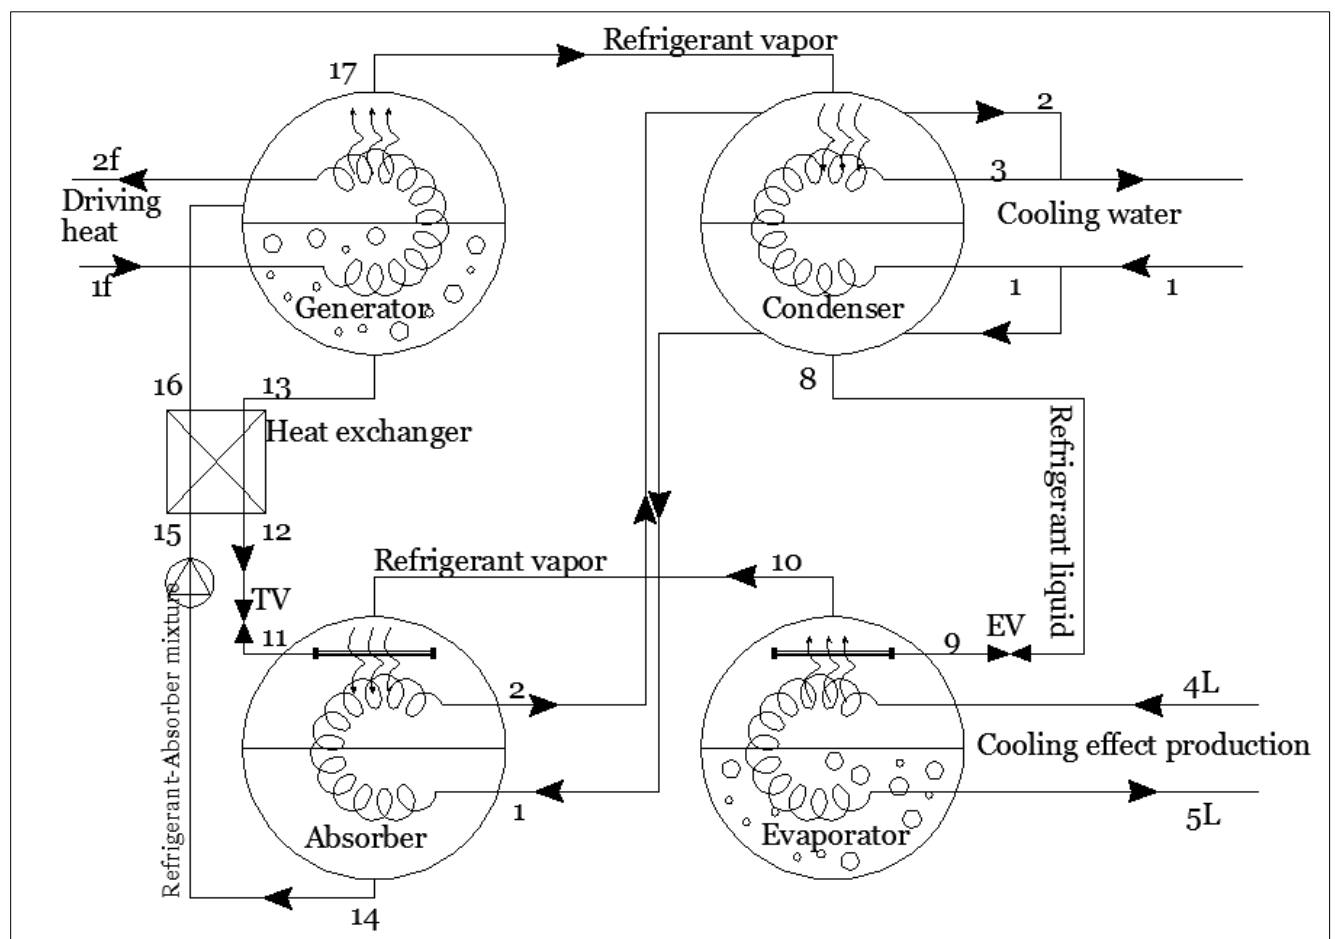 Refrigerant vapor
17
2
2f
3
Driving
heat
Cooling water
1f
1
1
Generator
Condenser
8
16
13
Heat exchanger
Refrigerant liquid
15
12
Refrigerant vapor
10
TV
11
EV
9
Refrigerant-Absorber mixture
2
4L
Cooling effect production
1
5L
Absorber
Evaporator
14